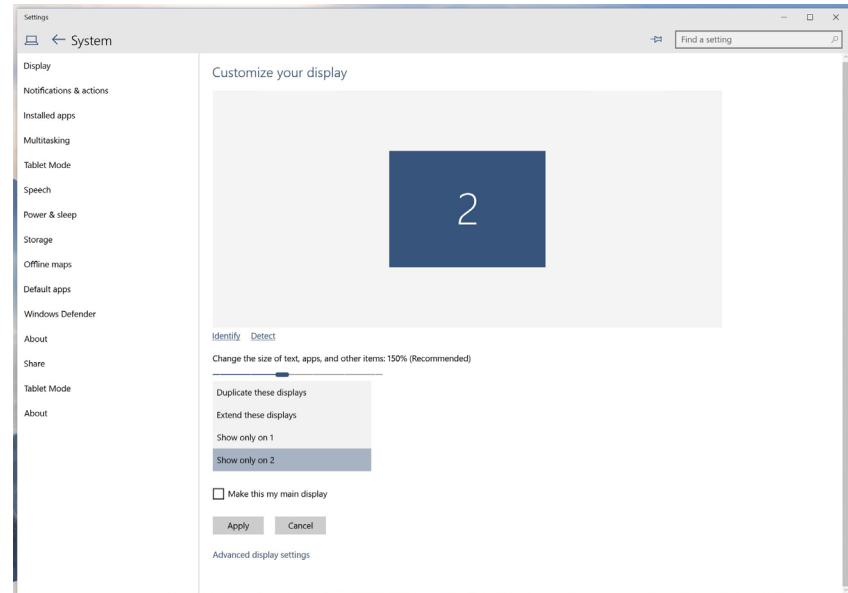 Settings
System
Find a setting
Display
Notifications & actions
Installed apps
Multitasking
Tablet Mode
Speech
Power & sleep
Storage
Offline maps
Default apps
Windows Defender
About
Share
Tablet Mode
About
Customize your display
2
Identify Detect
Change the size of text, apps, and other items: 150% (Recommended)
Duplicate these displays
Extend these displays
Show only on 1
Show only on 2
Make this my main display
Apply Cancel
Advanced display settings